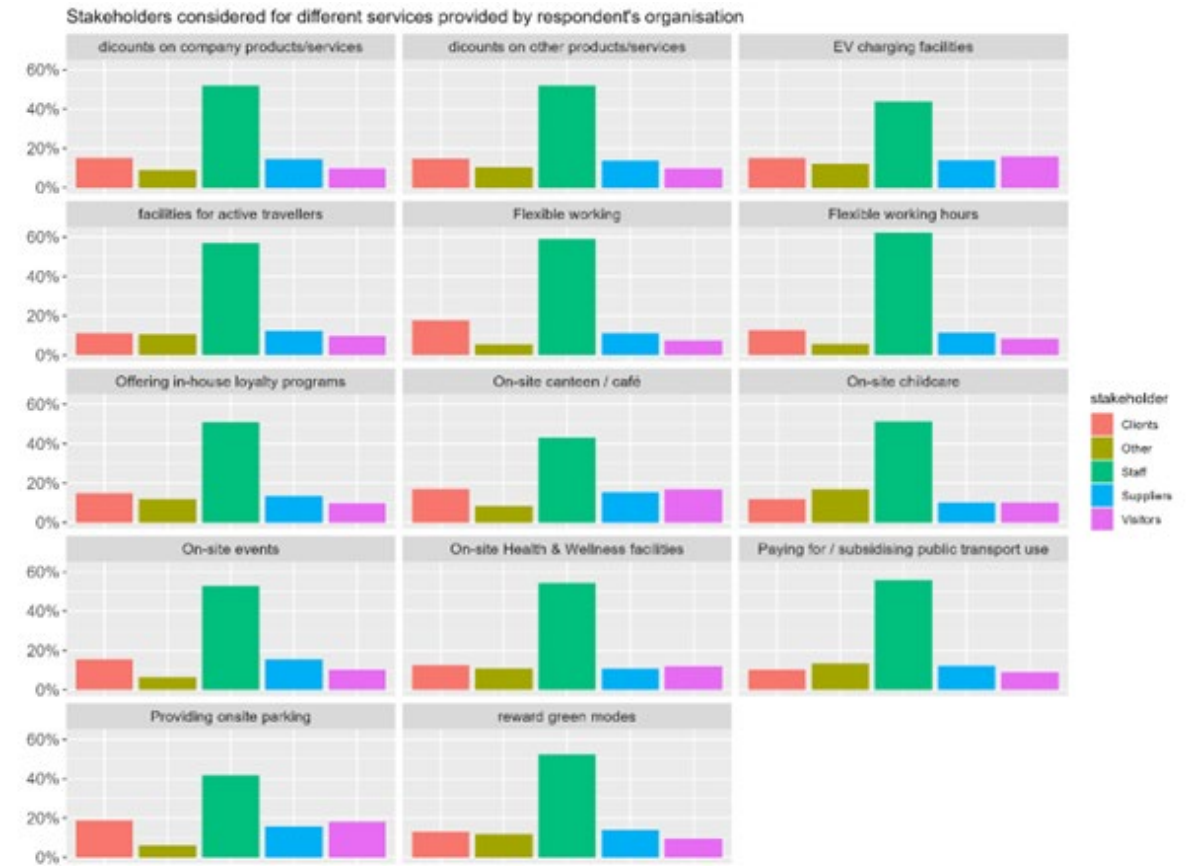 Stakeholders considered for different services provided by respondent's organisation
dicounts on company products/services
dicounts on other products/services
EV charging facilities
60%
40%
20%
0%
facilities for active travellers
Flexible working
Flexible working hours
60%
40%
20%
0%
Offering in-house loyalty programs
On-site canteen / café
On-site childcare
60%
40%
20%
0%
On-site events
On-site Health & Wellness facilities
Paying for / subsidising public transport use
60%
40%
20%
0%
Providing onsite parking
reward green modes
60%
40%
20%
0%
stakeholder
Clients
Other
Staff
Suppliers
Visitors